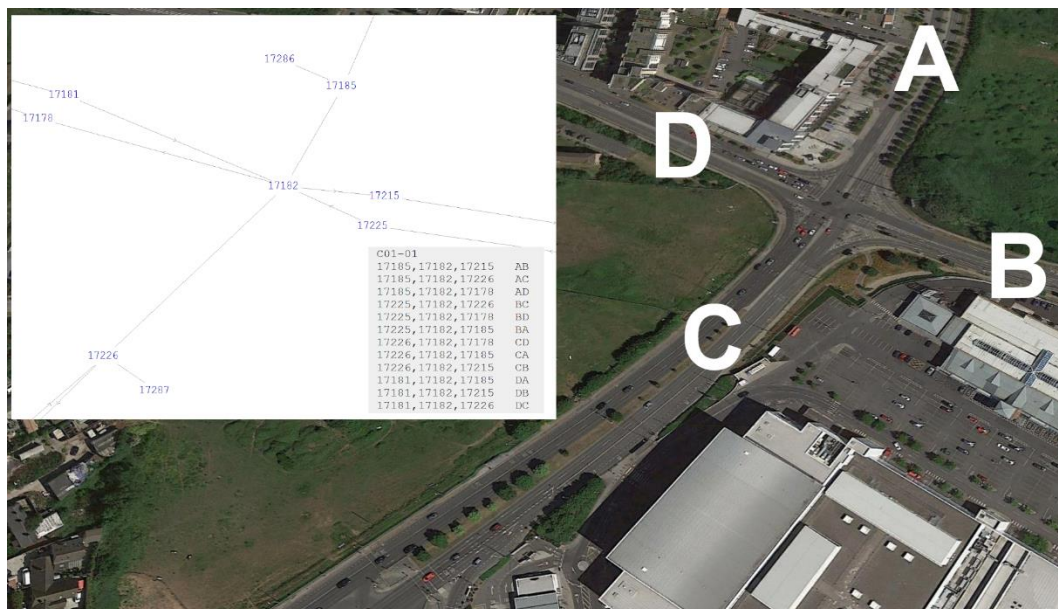 A
17286
17185
17181
17178
D
17182
17215
17225
B
C01-01
17185,17182,17215 AB
17185,17182,17226 AC
17185,17182,17178 AD
17225,17182,17226 BC
17225,17182,17178 BD
17225,17182,17185 BA
17226,17182,17178 CD
17226,17182,17185 CA
17226,17182,17215 CB
17181,17182,17185 DA
17181,17182,17215 DB
17181,17182,17226 DC
C
17226
17287